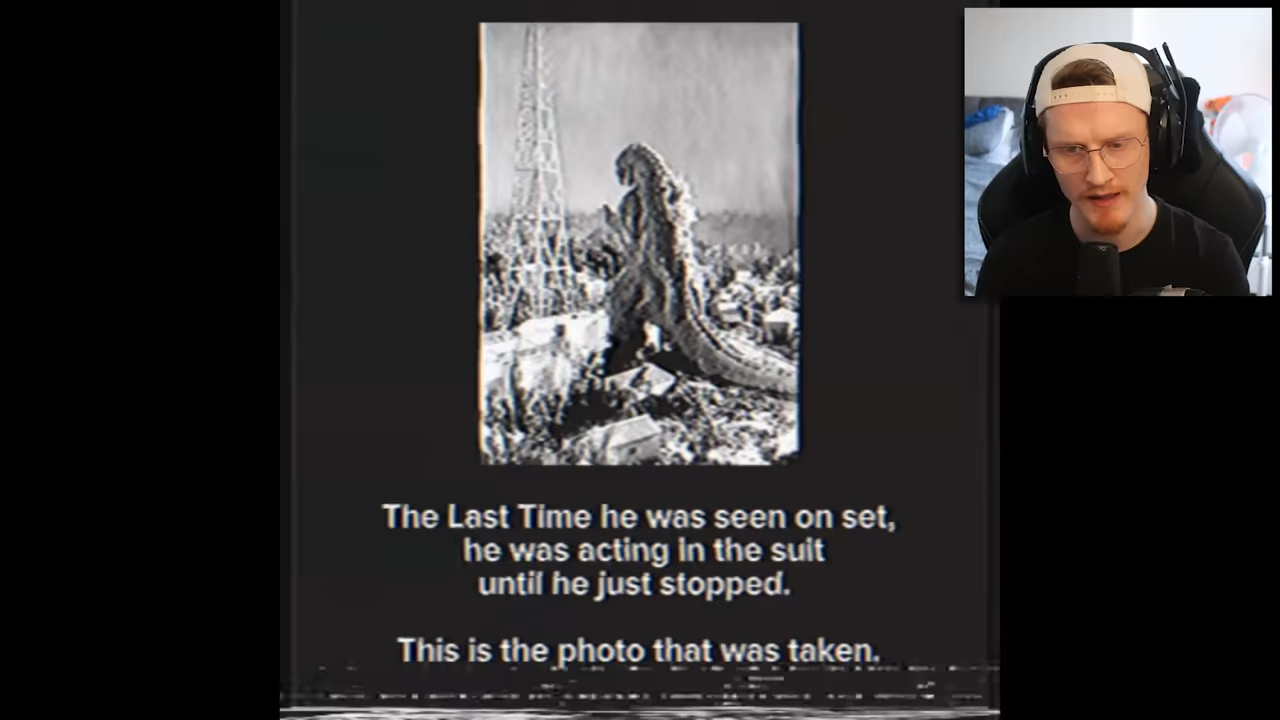 The Last Time he was seen on set,
he was acting in the suit
until he just stopped.
This is the photo that was taken.